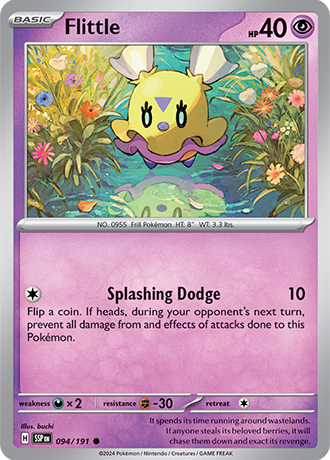 BASIC
Flittle
HP 40
NO. 0955 Frill Pokémon HT: 8" WT: 3.3 lbs.
Splashing Dodge 10
Flip a coin. If heads, during your opponent's next turn,
prevent all damage from and effects of attacks done to this
Pokémon.
weakness ×2 resistance -30 retreat
Illus. buchi
H SSP EN 094/191
It spends its time running around wastelands.
If anyone steals its beloved berries, it will
chase them down and exact its revenge.
©2024 Pokémon / Nintendo / Creatures / GAME FREAK